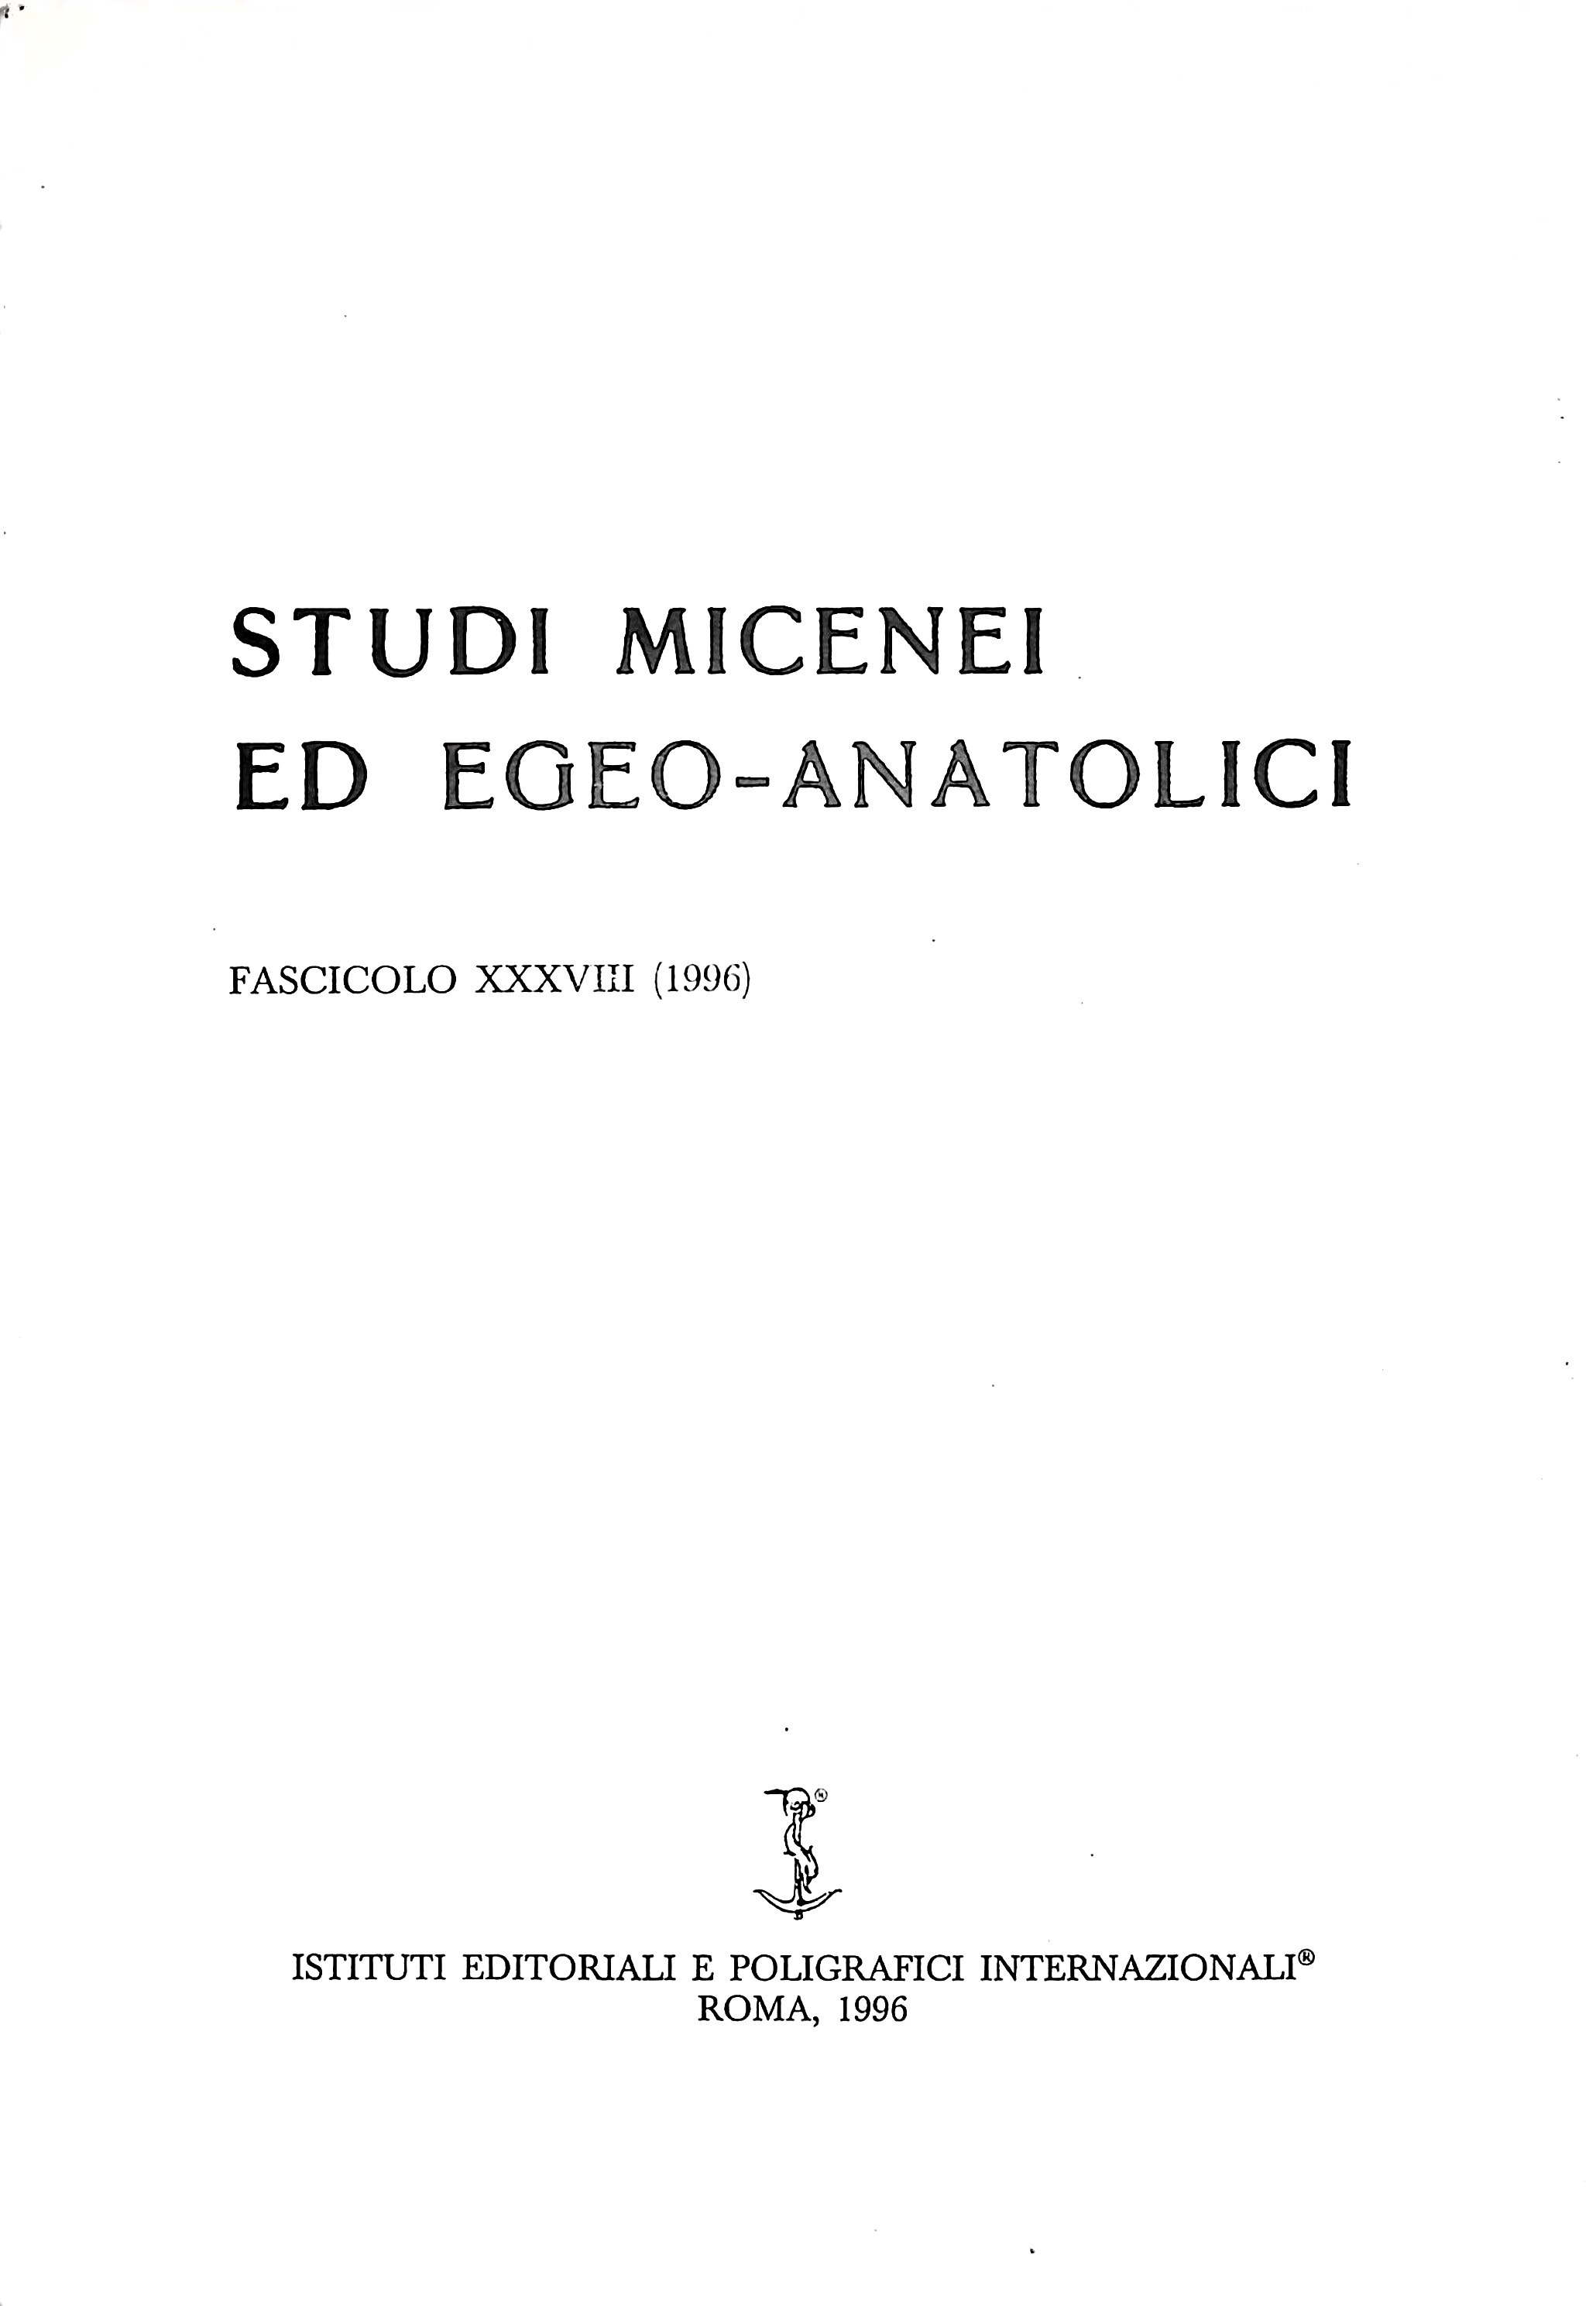 STUDI MICENEI
ED EGEO-ANATOLICI
FASCICOLO XXXVIII (1996)
ISTITUTI EDITORIALI E POLIGRAFICI INTERNAZIONALI®
ROMA, 1996